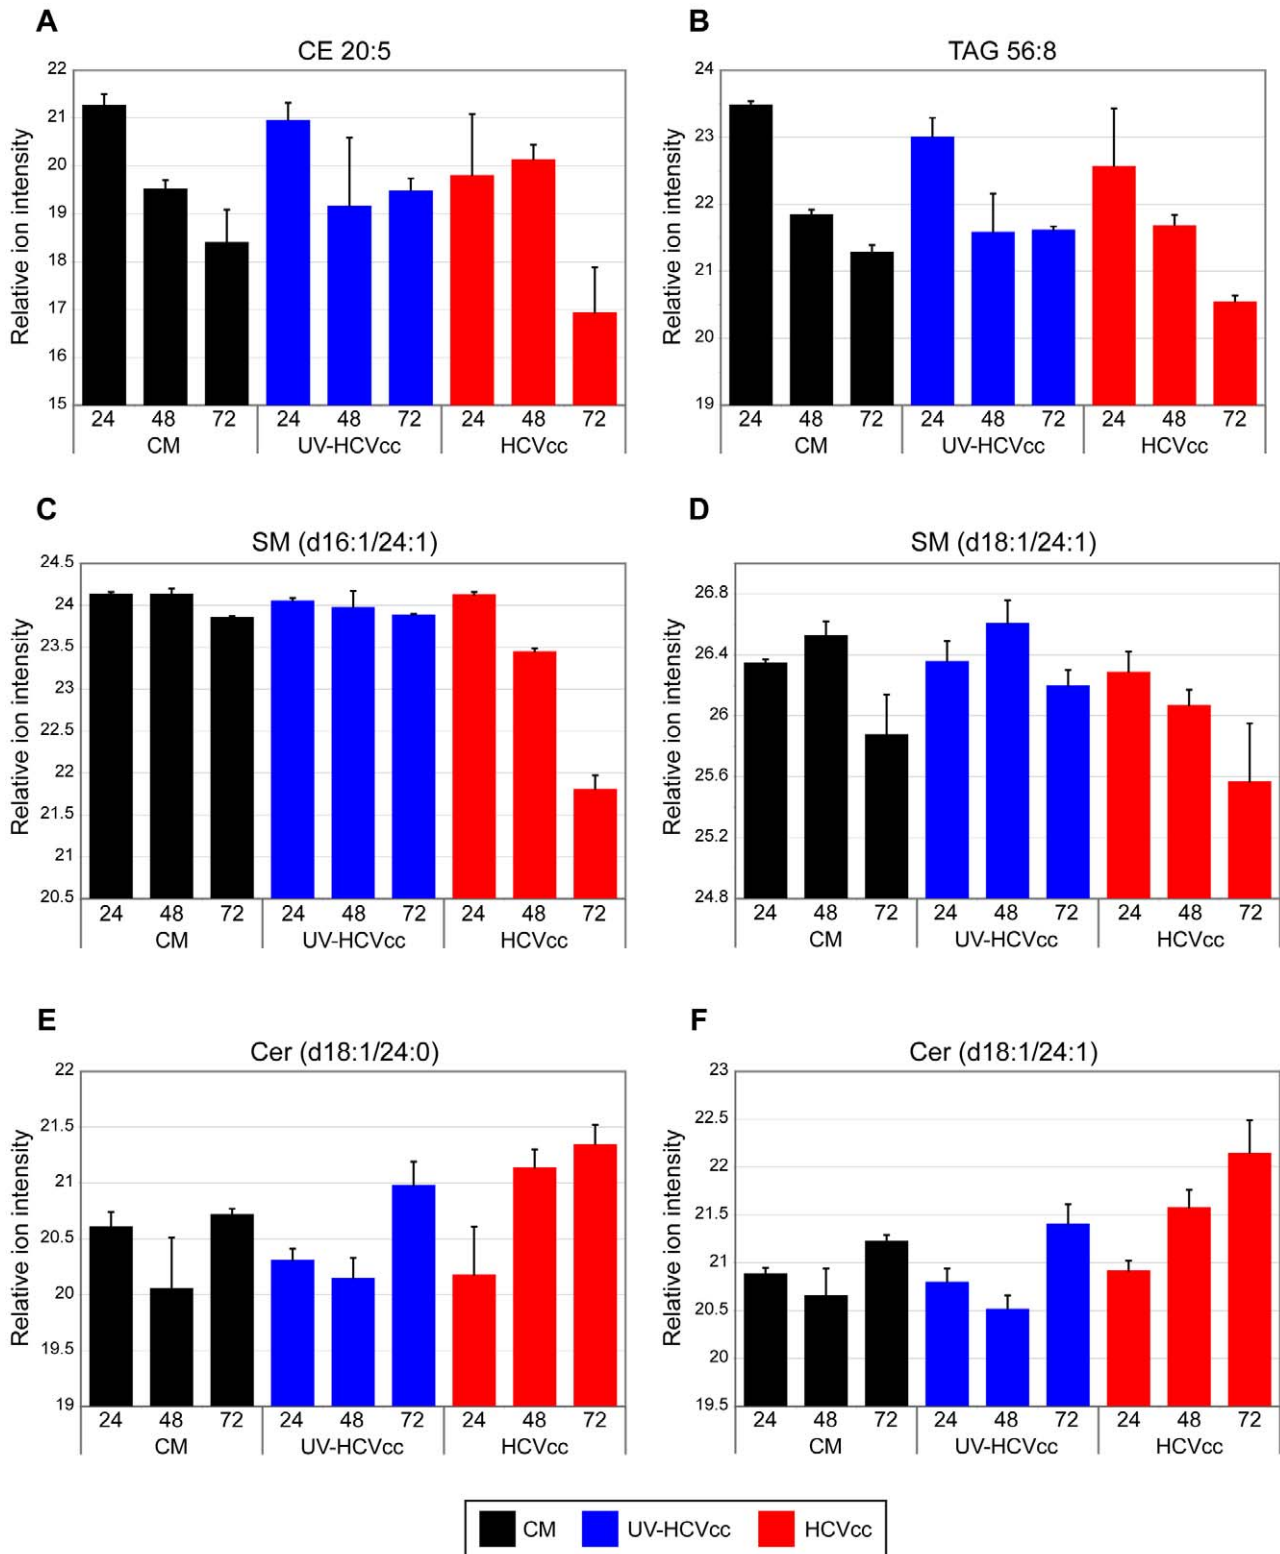 A
CE 20:5
Relative ion intensity
22
21
20
19
18
17
16
15
24 48 72 24 48 72 24 48 72
CM UV-HCVcc HCVcc
B
TAG 56:8
Relative ion intensity
24
23
22
21
20
19
24 48 72 24 48 72 24 48 72
CM UV-HCVcc HCVcc
C
SM (d16:1/24:1)
Relative ion intensity
24.5
24
23.5
23
22.5
22
21.5
21
20.5
24 48 72 24 48 72 24 48 72
CM UV-HCVcc HCVcc
D
SM (d18:1/24:1)
Relative ion intensity
26.8
26.4
26
25.6
25.2
24.8
24 48 72 24 48 72 24 48 72
CM UV-HCVcc HCVcc
E
Cer (d18:1/24:0)
Relative ion intensity
22
21.5
21
20.5
20
19.5
19
24 48 72 24 48 72 24 48 72
CM UV-HCVcc HCVcc
F
Cer (d18:1/24:1)
Relative ion intensity
23
22.5
22
21.5
21
20.5
20
19.5
24 48 72 24 48 72 24 48 72
CM UV-HCVcc HCVcc
CM UV-HCVcc HCVcc